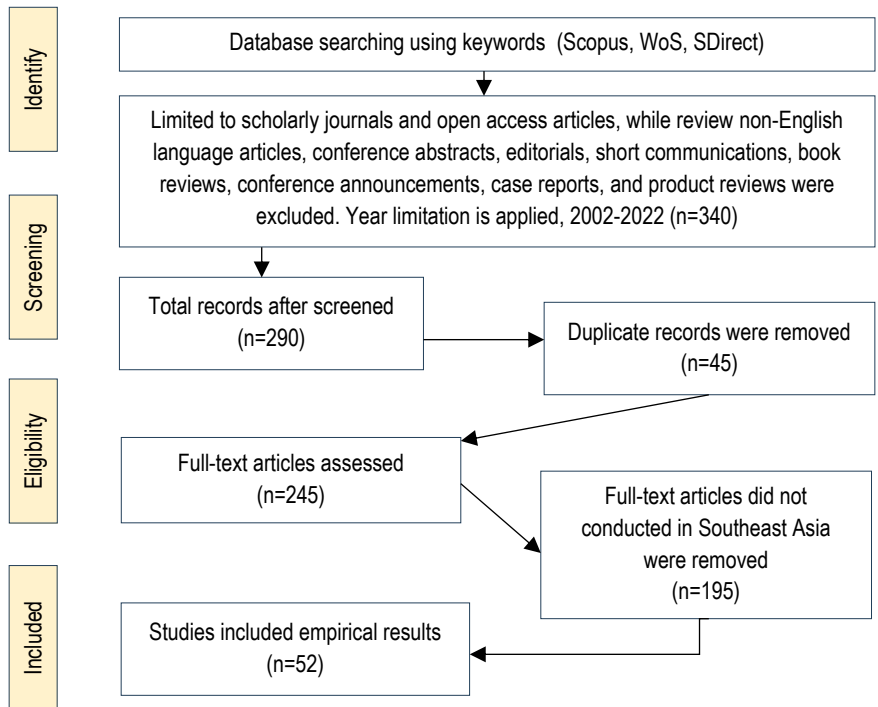 Identify
Database searching using keywords (Scopus, WoS, SDirect)
Limited to scholarly journals and open access articles, while review non-English
language articles, conference abstracts, editorials, short communications, book
reviews, conference announcements, case reports, and product reviews were
excluded. Year limitation is applied, 2002-2022 (n=340)
Screening
Total records after screened
(n=290)
Duplicate records were removed
(n=45)
Eligibility
Full-text articles assessed
(n=245)
Full-text articles did not
conducted in Southeast Asia
were removed
(n=195)
Included
Studies included empirical results
(n=52)